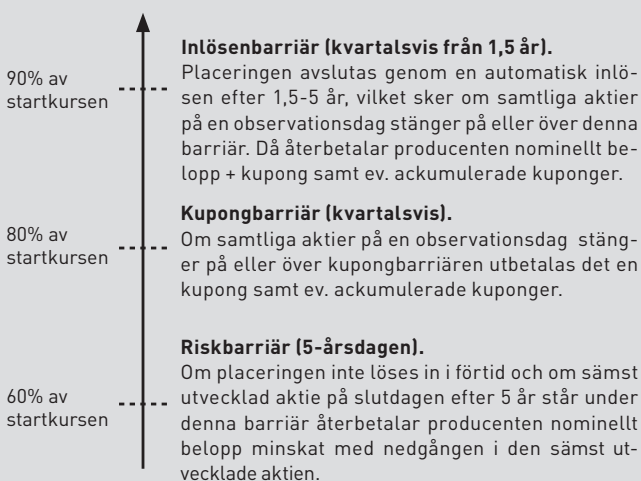 Inlösenbarriär (kvartalsvis från 1,5 år).
90% av
startkursen
Placeringen avslutas genom en automatisk inlö-
sen efter 1,5-5 år, vilket sker om samtliga aktier
på en observationsdag stänger på eller över denna
barriär. Då återbetalar producenten nominellt be-
lopp + kupong samt ev. ackumulerade kuponger.
Kupongbarriär (kvartalsvis).
80% av
startkursen
Om samtliga aktier på en observationsdag stäng-
er på eller över kupongbarriären utbetalas det en
kupong samt ev. ackumulerade kuponger.
Riskbarriär (5-årsdagen).
60% av
startkursen
Om placeringen inte löses in i förtid och om sämst
utvecklad aktie på slutdagen efter 5 år står under
denna barriär återbetalar producenten nominellt
belopp minskat med nedgången i den sämst ut-
vecklade aktien.